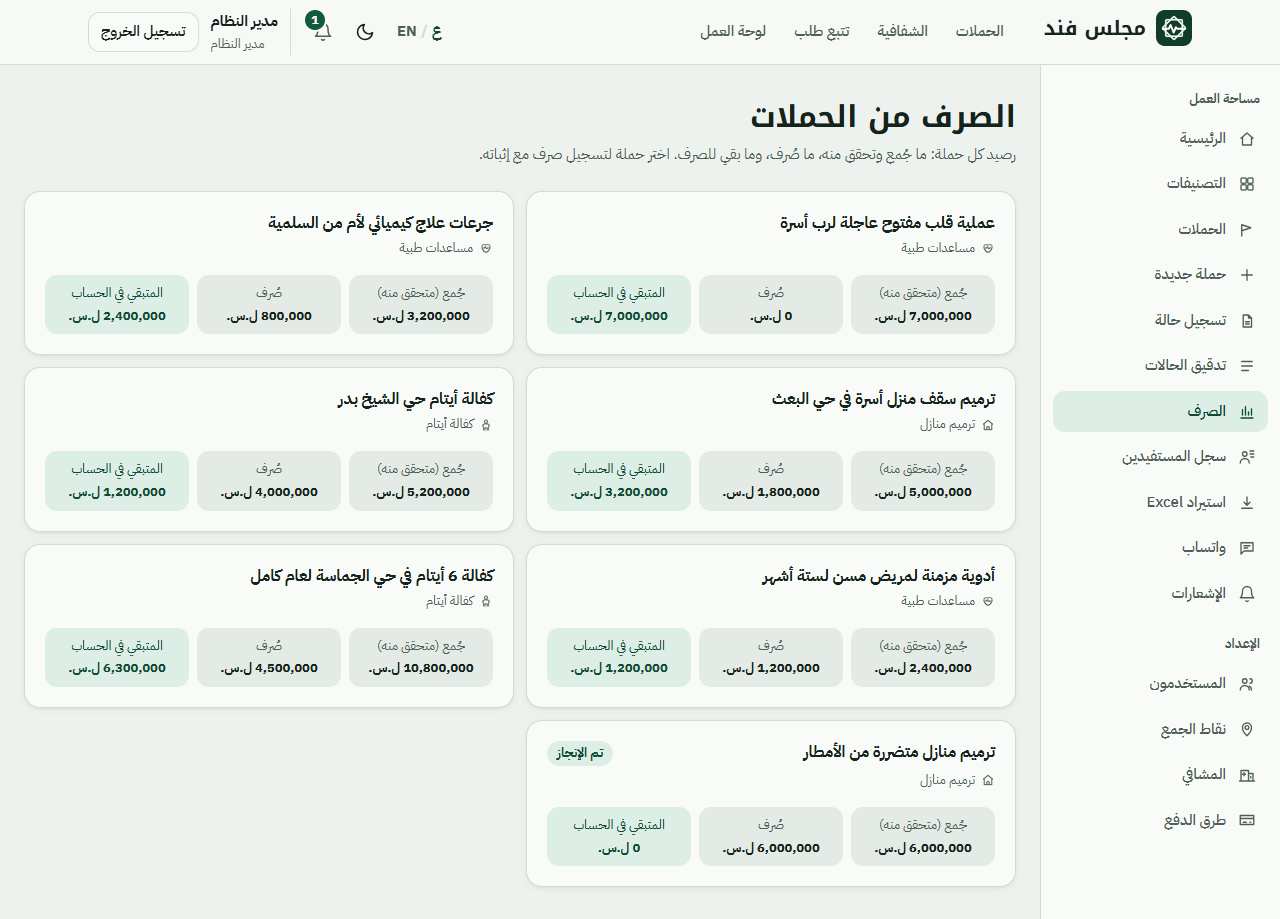 مجلس فند
الحملات
الشفافية
تتبع طلب
لوحة العمل
ع / EN
1
مدير النظام
مدير النظام
تسجيل الخروج
مساحة العمل
الرئيسية
التصنيفات
الحملات
حملة جديدة
تسجيل حالة
تدقيق الحالات
الصرف
سجل المستفيدين
استيراد Excel
واتساب
الإشعارات
الإعداد
المستخدمون
نقاط الجمع
المشافي
طرق الدفع
الصرف من الحملات
رصيد كل حملة: ما جُمع وتحقق منه، ما صُرف، وما بقي للصرف. اختر حملة لتسجيل صرف مع إثباته.
عملية قلب مفتوح عاجلة لرب أسرة
مساعدات طبية
جُمع (متحقق منه)
7,000,000 ل.س.
صُرف
0 ل.س.
المتبقي في الحساب
7,000,000 ل.س.
جرعات علاج كيميائي لأم من السلمية
مساعدات طبية
جُمع (متحقق منه)
3,200,000 ل.س.
صُرف
800,000 ل.س.
المتبقي في الحساب
2,400,000 ل.س.
ترميم سقف منزل أسرة في حي البعث
ترميم منازل
جُمع (متحقق منه)
5,000,000 ل.س.
صُرف
1,800,000 ل.س.
المتبقي في الحساب
3,200,000 ل.س.
كفالة أيتام حي الشيخ بدر
كفالة أيتام
جُمع (متحقق منه)
5,200,000 ل.س.
صُرف
4,000,000 ل.س.
المتبقي في الحساب
1,200,000 ل.س.
أدوية مزمنة لمريض مسن لستة أشهر
مساعدات طبية
جُمع (متحقق منه)
2,400,000 ل.س.
صُرف
1,200,000 ل.س.
المتبقي في الحساب
1,200,000 ل.س.
كفالة 6 أيتام في حي الجماسة لعام كامل
كفالة أيتام
جُمع (متحقق منه)
10,800,000 ل.س.
صُرف
4,500,000 ل.س.
المتبقي في الحساب
6,300,000 ل.س.
ترميم منازل متضررة من الأمطار
تم الإنجاز
ترميم منازل
جُمع (متحقق منه)
6,000,000 ل.س.
صُرف
6,000,000 ل.س.
المتبقي في الحساب
0 ل.س.